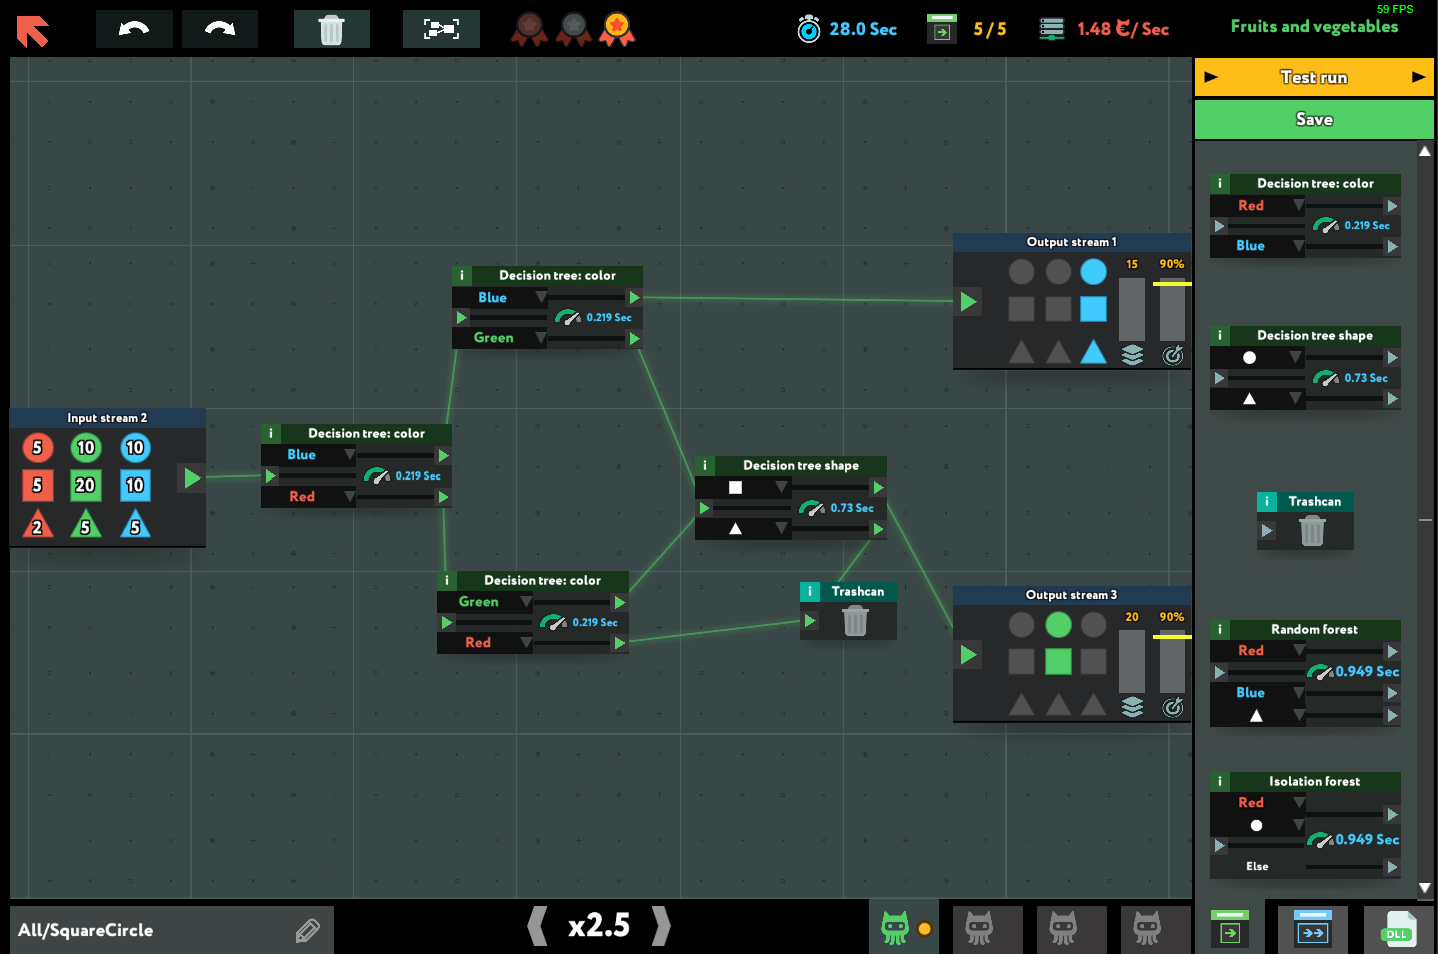 59 FPS
28.0 Sec
5 / 5
1.48 €/ Sec
Fruits and vegetables
Test run
Save
Decision tree: color
Red
0.219 Sec
Blue
Decision tree shape
0.73 Sec
Trashcan
Random forest
Red
0.949 Sec
Blue
Isolation forest
Red
0.949 Sec
Else
DLL
Output stream 1
15
90%
Decision tree: color
Blue
0.219 Sec
Green
Input stream 2
5 10 10
5 20 10
2 5 5
Decision tree: color
Blue
0.219 Sec
Red
Decision tree shape
0.73 Sec
Decision tree: color
Green
0.219 Sec
Red
Trashcan
Output stream 3
20
90%
All/SquareCircle
x2.5